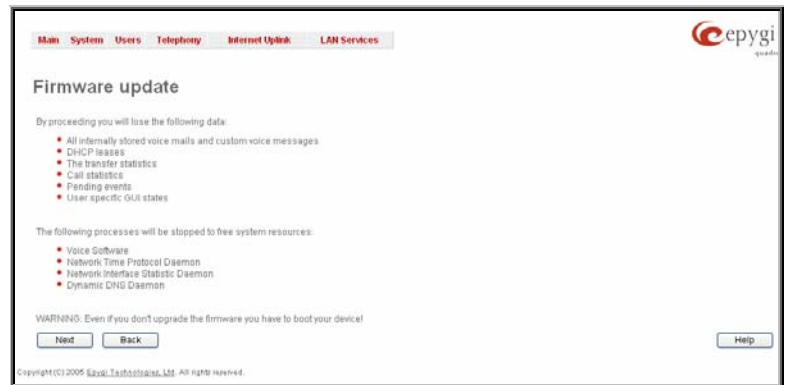 epygi
quadro
Main System Users Telephony Internet Uplink LAN Services
Firmware update
By proceeding you will lose the following data:
All internally stored voice mails and custom voice messages
DHCP leases
The transfer statistics
Call statistics
Pending events
User specific GUI states
The following processes will be stopped to free system resources:
Voice Software
Network Time Protocol Daemon
Network Interface Statistic Daemon
Dynamic DNS Daemon
WARNING: Even if you don't upgrade the firmware you have to boot your device!
Next Back Help
Copyright (C) 2005 Epygi Technologies, Ltd. All rights reserved.